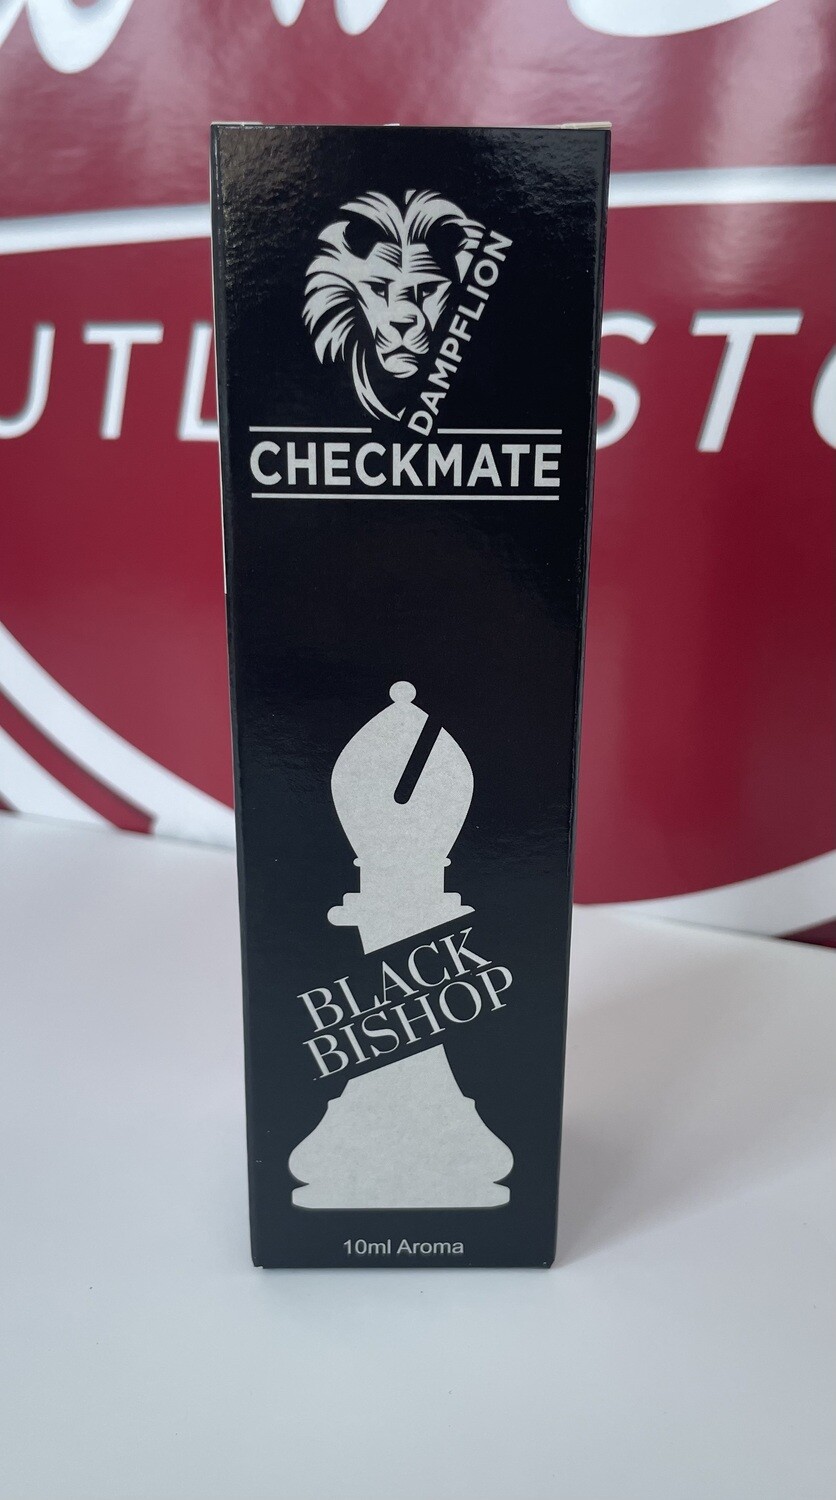 DAMPFLION
CHECKMATE
BLACK
BISHOP
10ml Aroma